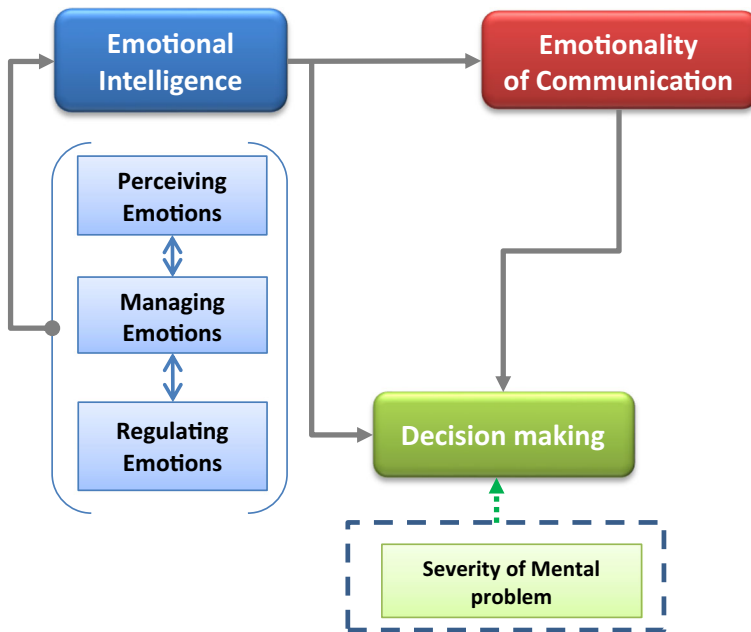 Emotional
Intelligence
Emotionality
of Communication
Perceiving
Emotions
Managing
Emotions
Regulating
Emotions
Decision making
Severity of Mental
problem